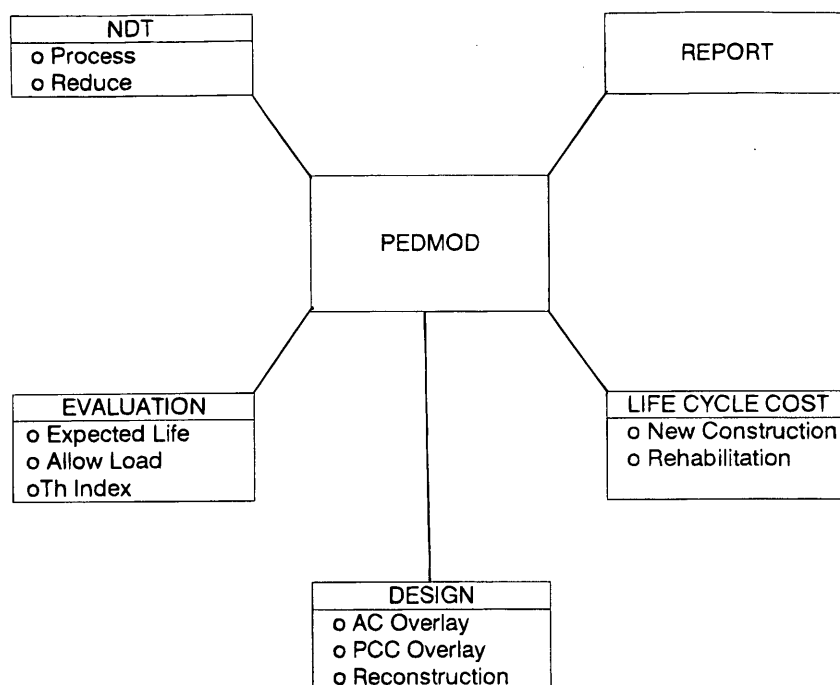 NDT
o Process
o Reduce
REPORT
PEDMOD
EVALUATION
o Expected Life
o Allow Load
oTh Index
LIFE CYCLE COST
o New Construction
o Rehabilitation
DESIGN
o AC Overlay
o PCC Overlay
o Reconstruction